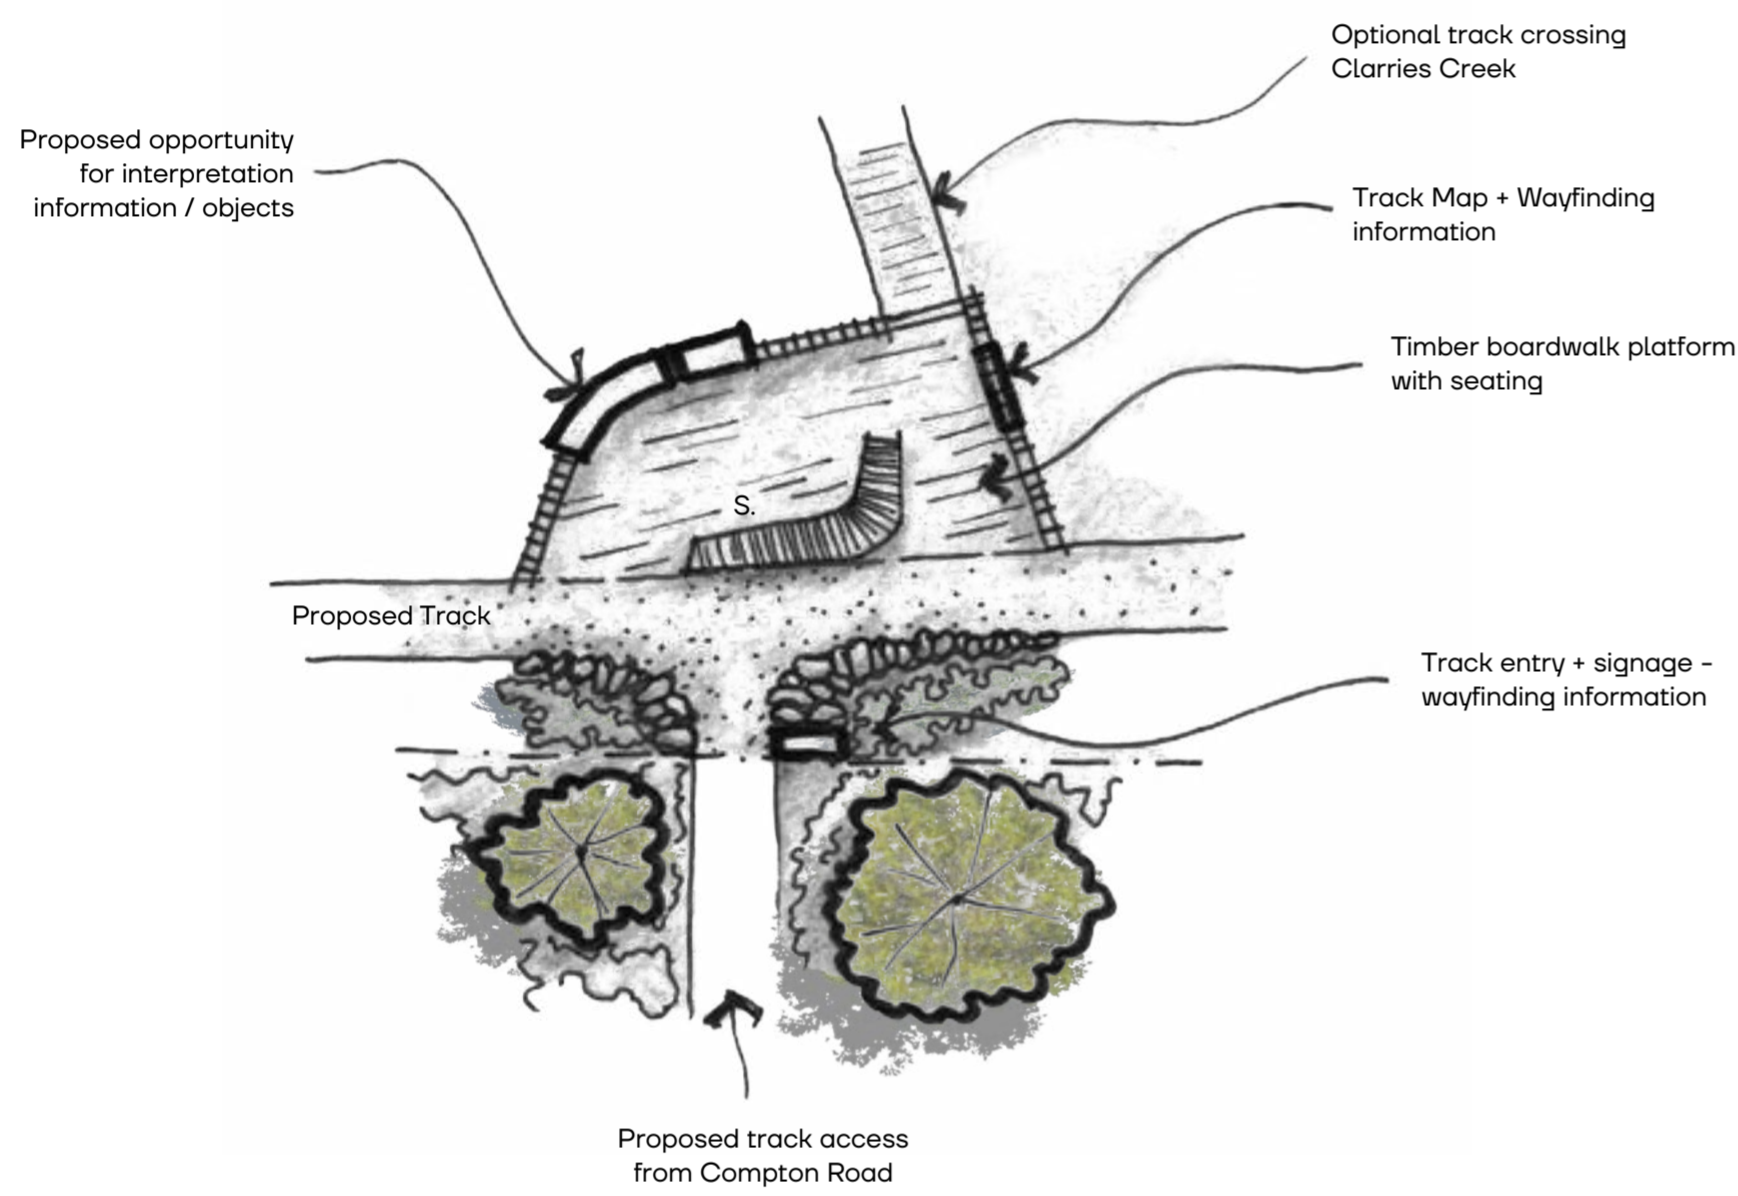 Optional track crossing
Clarries Creek
Proposed opportunity
for interpretation
information / objects
Track Map + Wayfinding
information
Timber boardwalk platform
with seating
S.
Proposed Track
Track entry + signage -
wayfinding information
Proposed track access
from Compton Road